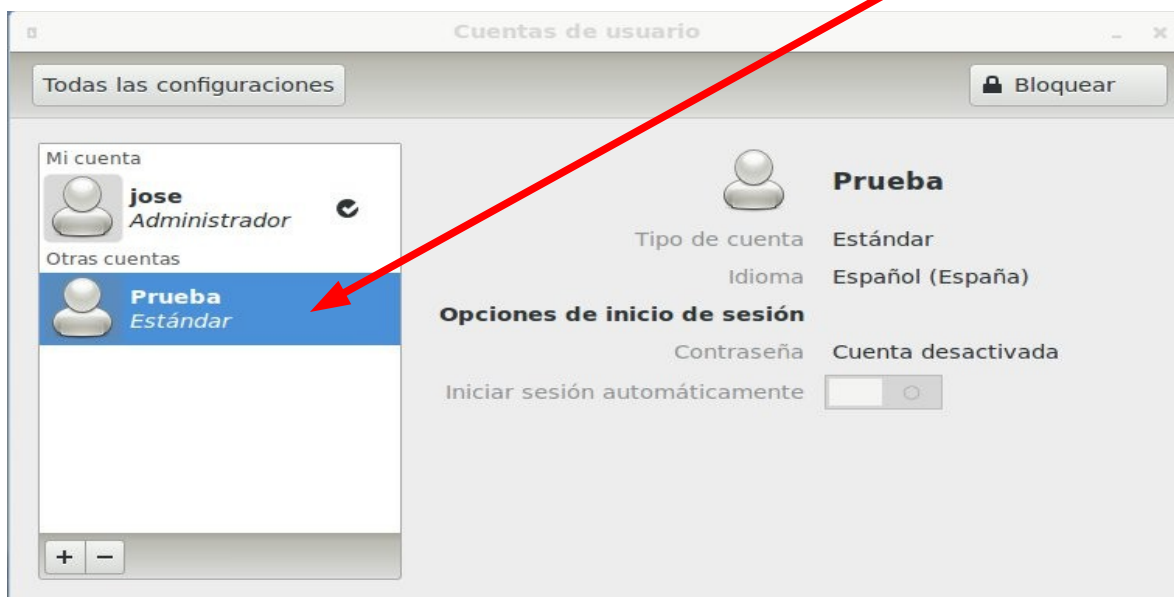 Cuentas de usuario
Todas las configuraciones
Bloquear
Mi cuenta
jose
Administrador
Otras cuentas
Prueba
Estándar
Prueba
Tipo de cuenta Estándar
Idioma Español (España)
Opciones de inicio de sesión
Contraseña Cuenta desactivada
Iniciar sesión automáticamente